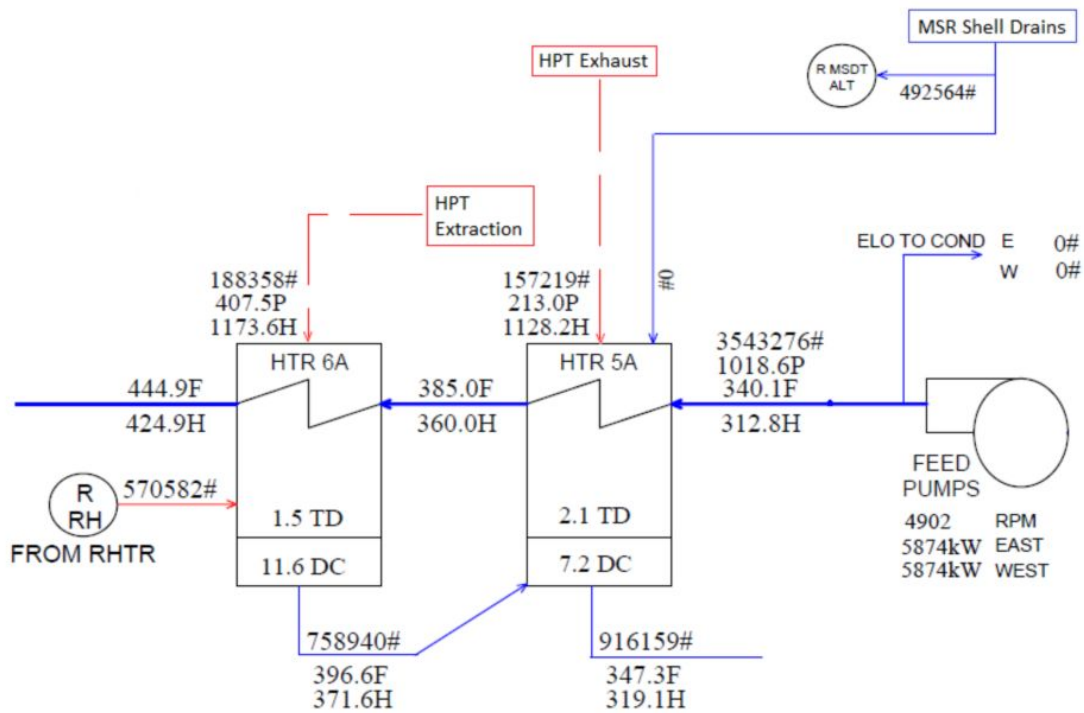 MSR Shell Drains
HPT Exhaust
R MSDT
ALT
492564#
HPT
Extraction
ELO TO COND E 0#
W 0#
188358#
407.5P
1173.6H
157219#
213.0P
1128.2H
0#
3543276#
1018.6P
340.1F
312.8H
HTR 6A
HTR 5A
444.9F
424.9H
385.0F
360.0H
FEED
PUMPS
4902 RPM
5874kW EAST
5874kW WEST
R
RH
570582#
FROM RHTR
1.5 TD
11.6 DC
2.1 TD
7.2 DC
758940#
396.6F
371.6H
916159#
347.3F
319.1H